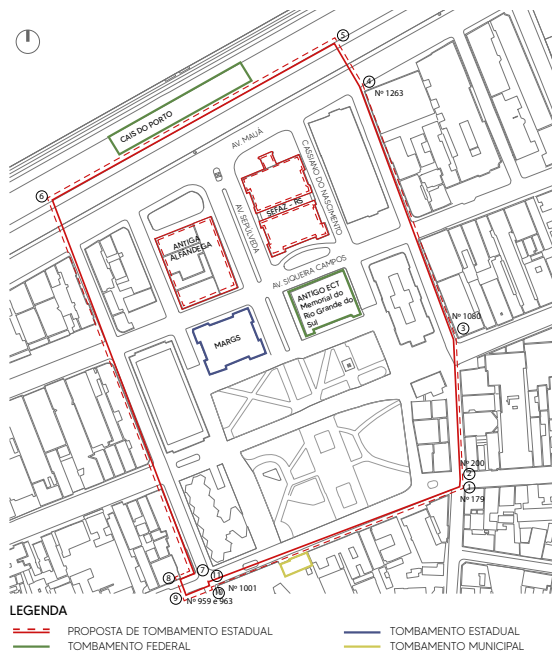 5
4
Nº 1263
CAIS DO PORTO
AV. MAUÁ
CASSIANO DO NASCIMENTO
6
SEFAZ - RS
AV. SEPÚLVEDA
ANTIGA
ALFÂNDEGA
AV. SIQUEIRA CAMPOS
ANTIGO ECT
Memorial do
Rio Grande do
Sul
Nº 1080
3
MARGS
Nº 200
2
1
Nº 179
7
8
11
10
Nº 1001
9
Nº 959 e 963
LEGENDA
PROPOSTA DE TOMBAMENTO ESTADUAL
TOMBAMENTO FEDERAL
TOMBAMENTO ESTADUAL
TOMBAMENTO MUNICIPAL